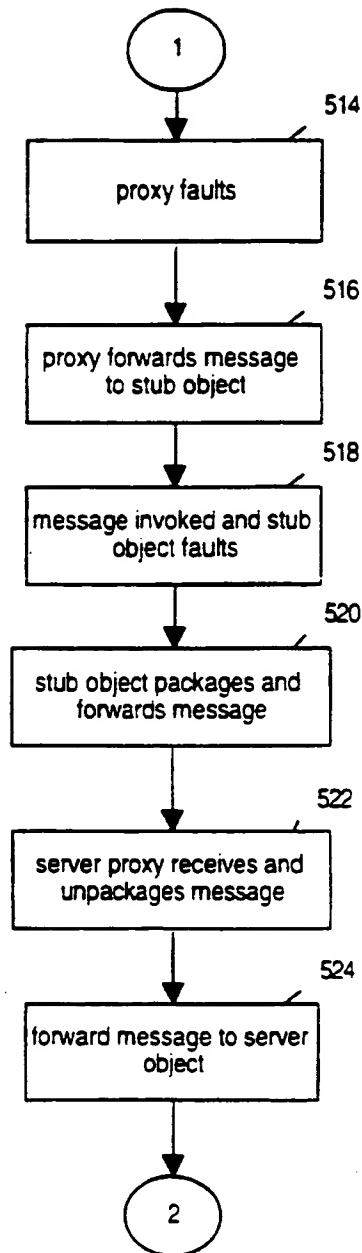 1
514
proxy faults
516
proxy forwards message
to stub object
518
message invoked and stub
object faults
520
stub object packages and
forwards message
522
server proxy receives and
unpackages message
524
forward message to server
object
2